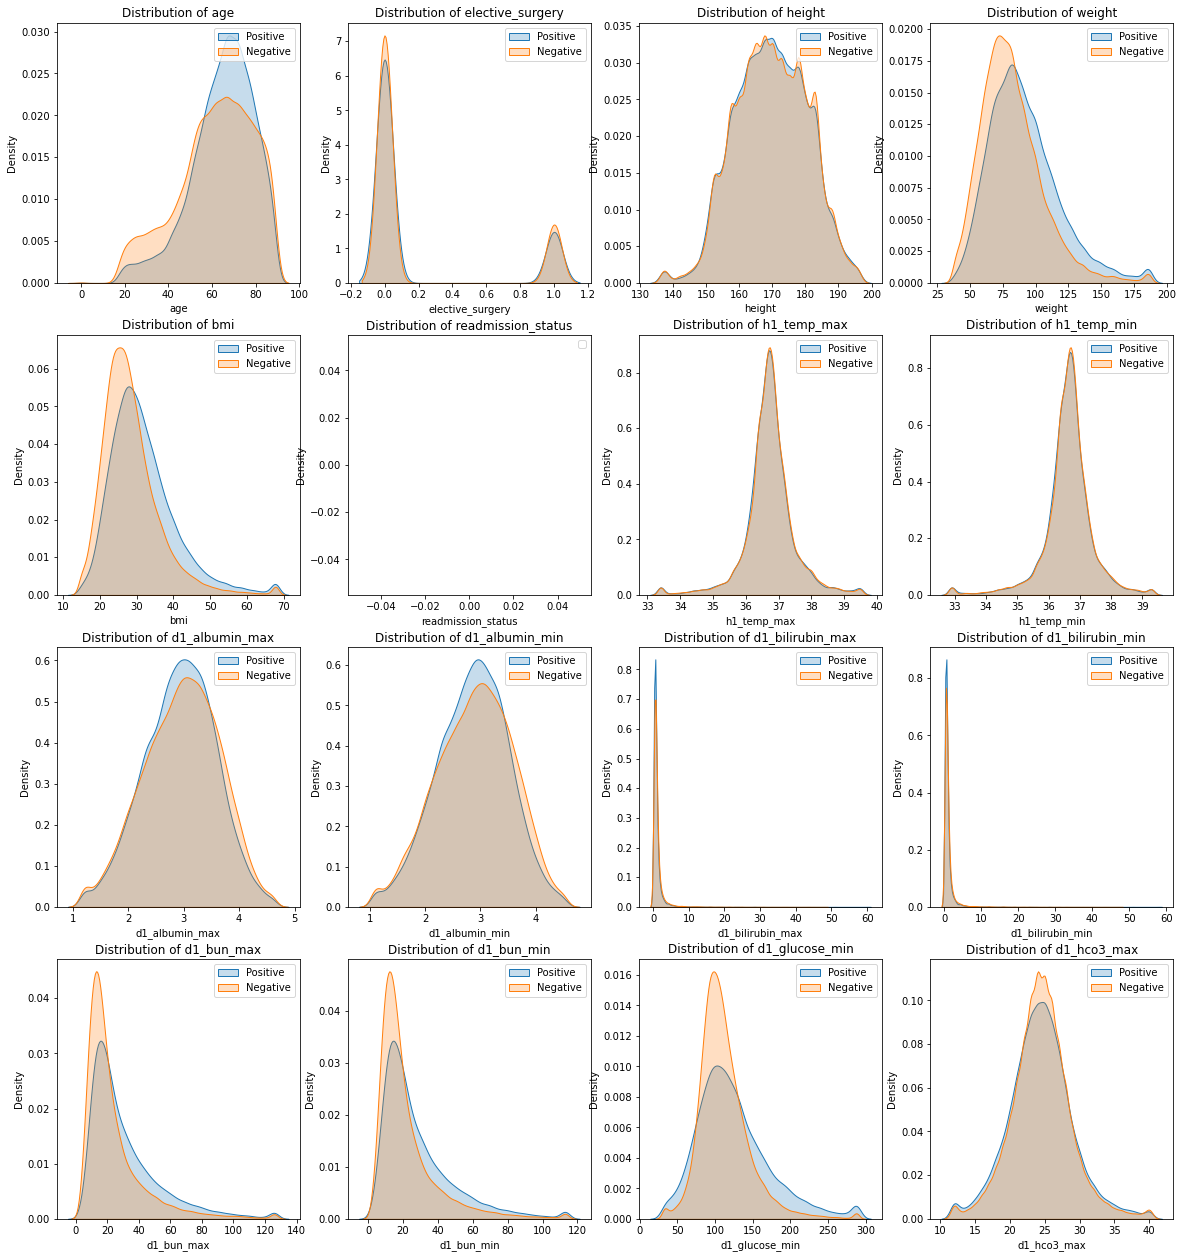 Distribution of age
Positive
Negative
0.030
0.025
0.020
0.015
0.010
0.005
0.000
Density
0 20 40 60 80 100
age
Distribution of elective_surgery
Positive
Negative
7
6
5
4
3
2
1
0
Density
−0.2 0.0 0.2 0.4 0.6 0.8 1.0 1.2
elective_surgery
Distribution of height
Positive
Negative
0.035
0.030
0.025
0.020
0.015
0.010
0.005
0.000
Density
130 140 150 160 170 180 190 200
height
Distribution of weight
Positive
Negative
0.0200
0.0175
0.0150
0.0125
0.0100
0.0075
0.0050
0.0025
0.0000
Density
25 50 75 100 125 150 175 200
weight
Distribution of bmi
Positive
Negative
0.06
0.05
0.04
0.03
0.02
0.01
0.00
Density
10 20 30 40 50 60 70
bmi
Distribution of readmission_status
0.04
0.02
0.00
−0.02
−0.04
Density
−0.04 −0.02 0.00 0.02 0.04
readmission_status
Distribution of h1_temp_max
Positive
Negative
0.8
0.6
0.4
0.2
0.0
Density
33 34 35 36 37 38 39 40
h1_temp_max
Distribution of h1_temp_min
Positive
Negative
0.8
0.6
0.4
0.2
0.0
Density
33 34 35 36 37 38 39
h1_temp_min
Distribution of d1_albumin_max
Positive
Negative
0.6
0.5
0.4
0.3
0.2
0.1
0.0
Density
1 2 3 4 5
d1_albumin_max
Distribution of d1_albumin_min
Positive
Negative
0.6
0.5
0.4
0.3
0.2
0.1
0.0
Density
1 2 3 4
d1_albumin_min
Distribution of d1_bilirubin_max
Positive
Negative
0.8
0.7
0.6
0.5
0.4
0.3
0.2
0.1
0.0
Density
0 10 20 30 40 50 60
d1_bilirubin_max
Distribution of d1_bilirubin_min
Positive
Negative
0.8
0.6
0.4
0.2
0.0
Density
0 10 20 30 40 50 60
d1_bilirubin_min
Distribution of d1_bun_max
Positive
Negative
0.04
0.03
0.02
0.01
0.00
Density
0 20 40 60 80 100 120 140
d1_bun_max
Distribution of d1_bun_min
Positive
Negative
0.04
0.03
0.02
0.01
0.00
Density
0 20 40 60 80 100 120
d1_bun_min
Distribution of d1_glucose_min
Positive
Negative
0.016
0.014
0.012
0.010
0.008
0.006
0.004
0.002
0.000
Density
0 50 100 150 200 250 300
d1_glucose_min
Distribution of d1_hco3_max
Positive
Negative
0.10
0.08
0.06
0.04
0.02
0.00
Density
10 15 20 25 30 35 40
d1_hco3_max